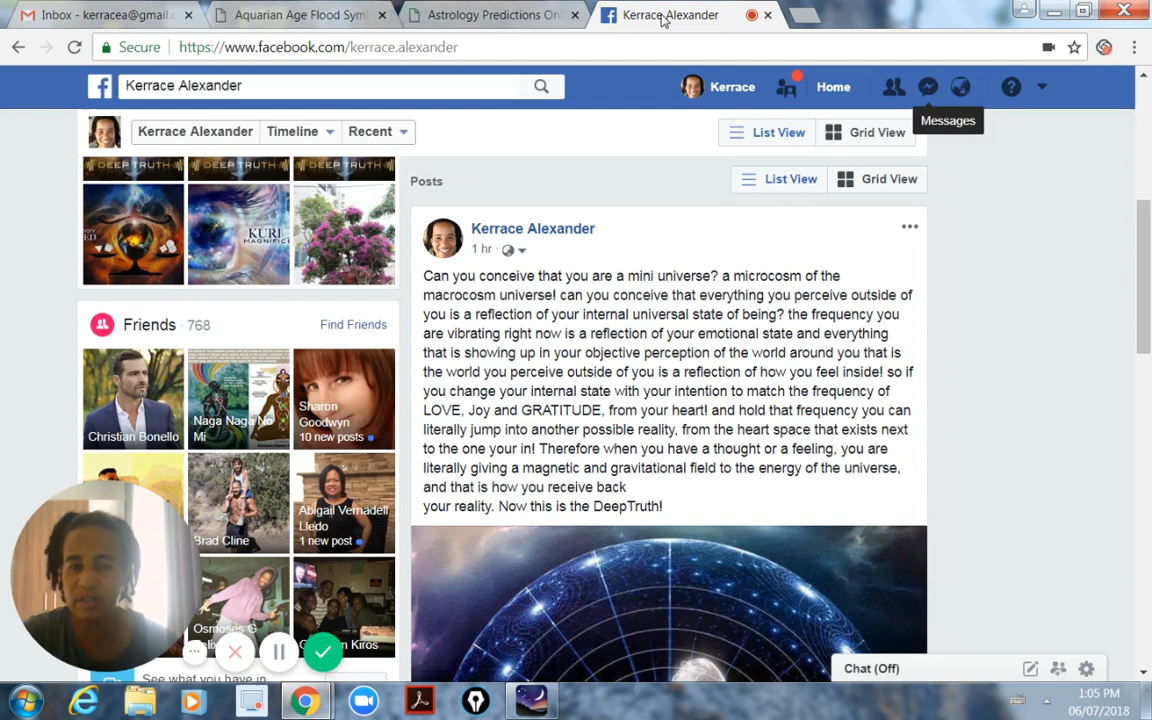 Inbox - kerracea@gmail.c
Aquarian Age Flood Sym
Astrology Predictions On
Kerrace Alexander
Secure
https://www.facebook.com/kerrace.alexander
Kerrace Alexander
Kerrace
Home
Messages
Kerrace Alexander
Timeline
Recent
List View
Grid View
DEEP TRUTH
DEEP TRUTH
DEEP TRUTH
Posts
List View
Grid View
KURI
MAGNIFIC
Kerrace Alexander
1 hr
Can you conceive that you are a mini universe? a microcosm of the
macrocosm universe! can you conceive that everything you perceive outside of
you is a reflection of your internal universal state of being? the frequency you
are vibrating right now is a reflection of your emotional state and everything
that is showing up in your objective perception of the world around you that is
the world you perceive outside of you is a reflection of how you feel inside! so if
you change your internal state with your intention to match the frequency of
LOVE, Joy and GRATITUDE, from your heart! and hold that frequency you can
literally jump into another possible reality, from the heart space that exists next
to the one your in! Therefore when you have a thought or a feeling, you are
literally giving a magnetic and gravitational field to the energy of the universe,
and that is how you receive back
your reality. Now this is the DeepTruth!
Friends · 768
Find Friends
Christian Bonello
Naga Naga No
Mi
Sharon
Goodwyn
10 new posts
Brad Cline
Abigail Vernadell
Lledo
1 new post
Osmoses G
Kiros
See what you have in
Chat (Off)
1:05 PM
06/07/2018